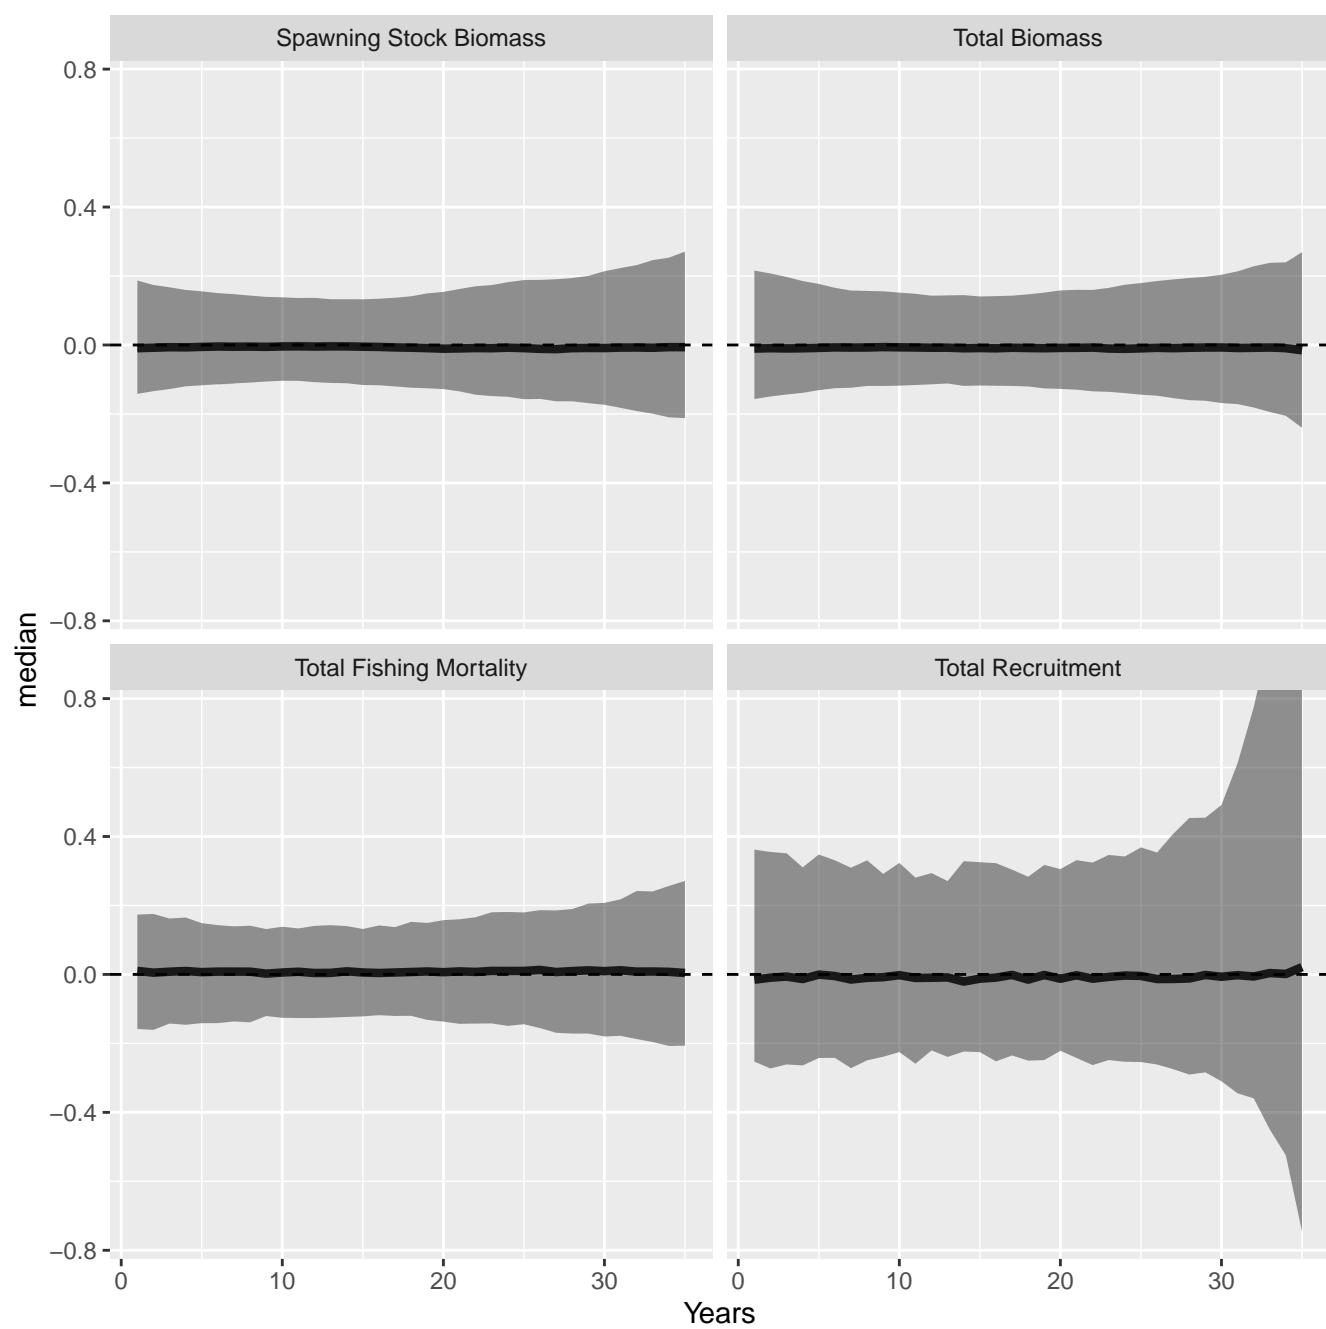 Spawning Stock Biomass
Total Biomass
0.8
0.4
0.0
−0.4
−0.8
median
Total Fishing Mortality
Total Recruitment
0.8
0.4
0.0
−0.4
−0.8
0 10 20 30
0 10 20 30
Years